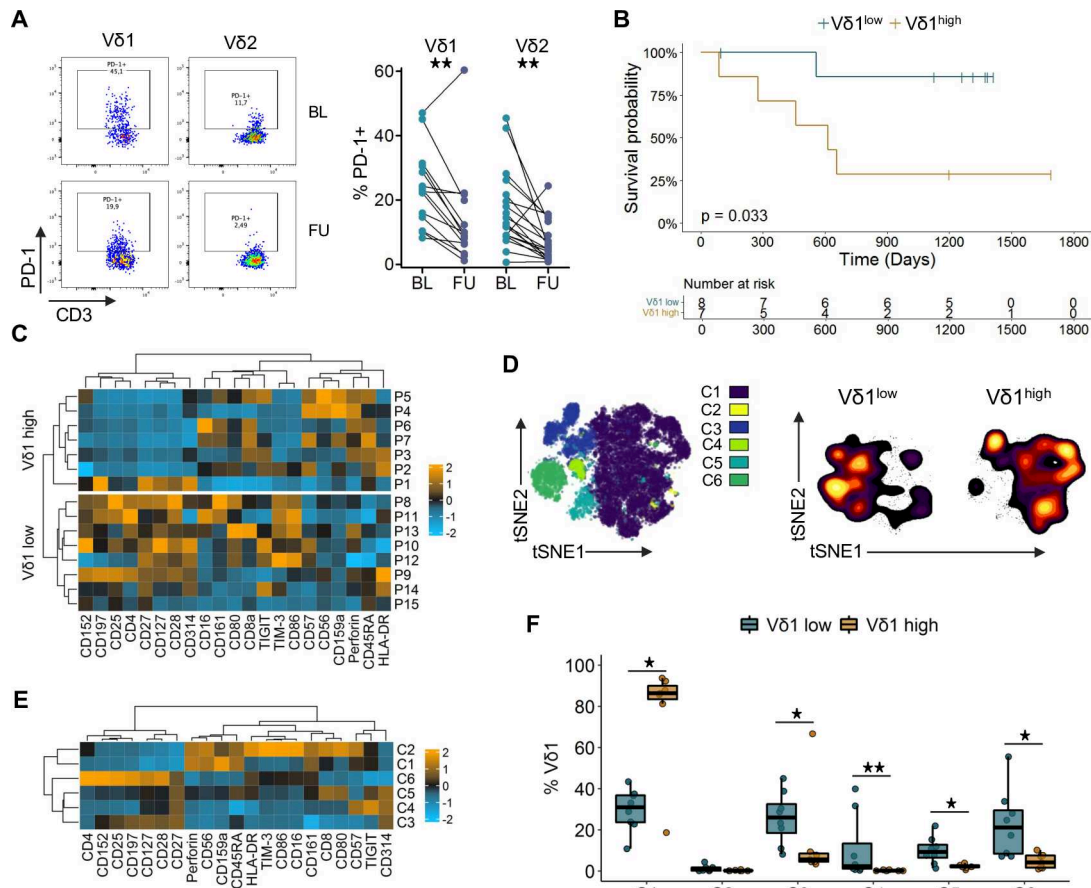 A
Vδ1
Vδ2
PD-1+
45,1
PD-1+
11,7
BL
PD-1+
19,9
PD-1+
2,49
FU
PD-1
CD3
Vδ1
Vδ2
★★
★★
% PD-1+
60
40
20
0
BL FU BL FU
B
Vδ1low Vδ1high
Survival probability
100%
75%
50%
25%
0%
p = 0.033
0 300 600 900 1200 1500 1800
Time (Days)
Number at risk
Vδ1 low 8 7 6 6 5 0 0
Vδ1 high 7 5 4 2 2 1 0
0 300 600 900 1200 1500 1800
C
Vδ1 high
Vδ1 low
P5
P4
P6
P7
P3
P2
P1
P8
P11
P13
P10
P12
P9
P14
P15
2
1
0
-1
-2
CD152
CD197
CD25
CD4
CD27
CD127
CD28
CD314
CD16
CD161
CD80
CD8a
TIGIT
TIM-3
CD86
CD57
CD56
CD159a
Perforin
CD45RA
HLA-DR
D
tSNE2
tSNE1
C1
C2
C3
C4
C5
C6
Vδ1low
Vδ1high
tSNE2
tSNE1
E
C2
C1
C6
C5
C4
C3
2
1
0
-1
-2
CD4
CD152
CD25
CD197
CD127
CD28
CD27
Perforin
CD56
CD159a
CD45RA
HLA-DR
TIM-3
CD86
CD16
CD161
CD8
CD80
CD57
TIGIT
CD314
F
Vδ1 low Vδ1 high
% Vδ1
100
80
60
40
20
0
★
★
★★
★
★